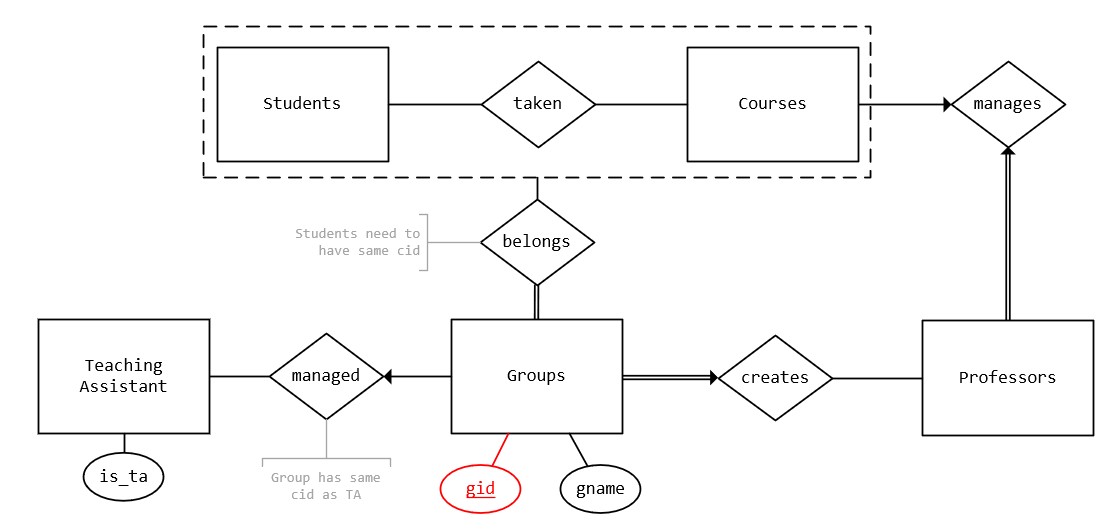 Students
taken
Courses
manages
Students need to
have same cid
belongs
Teaching
Assistant
managed
Groups
creates
Professors
is_ta
Group has same
cid as TA
gid
gname